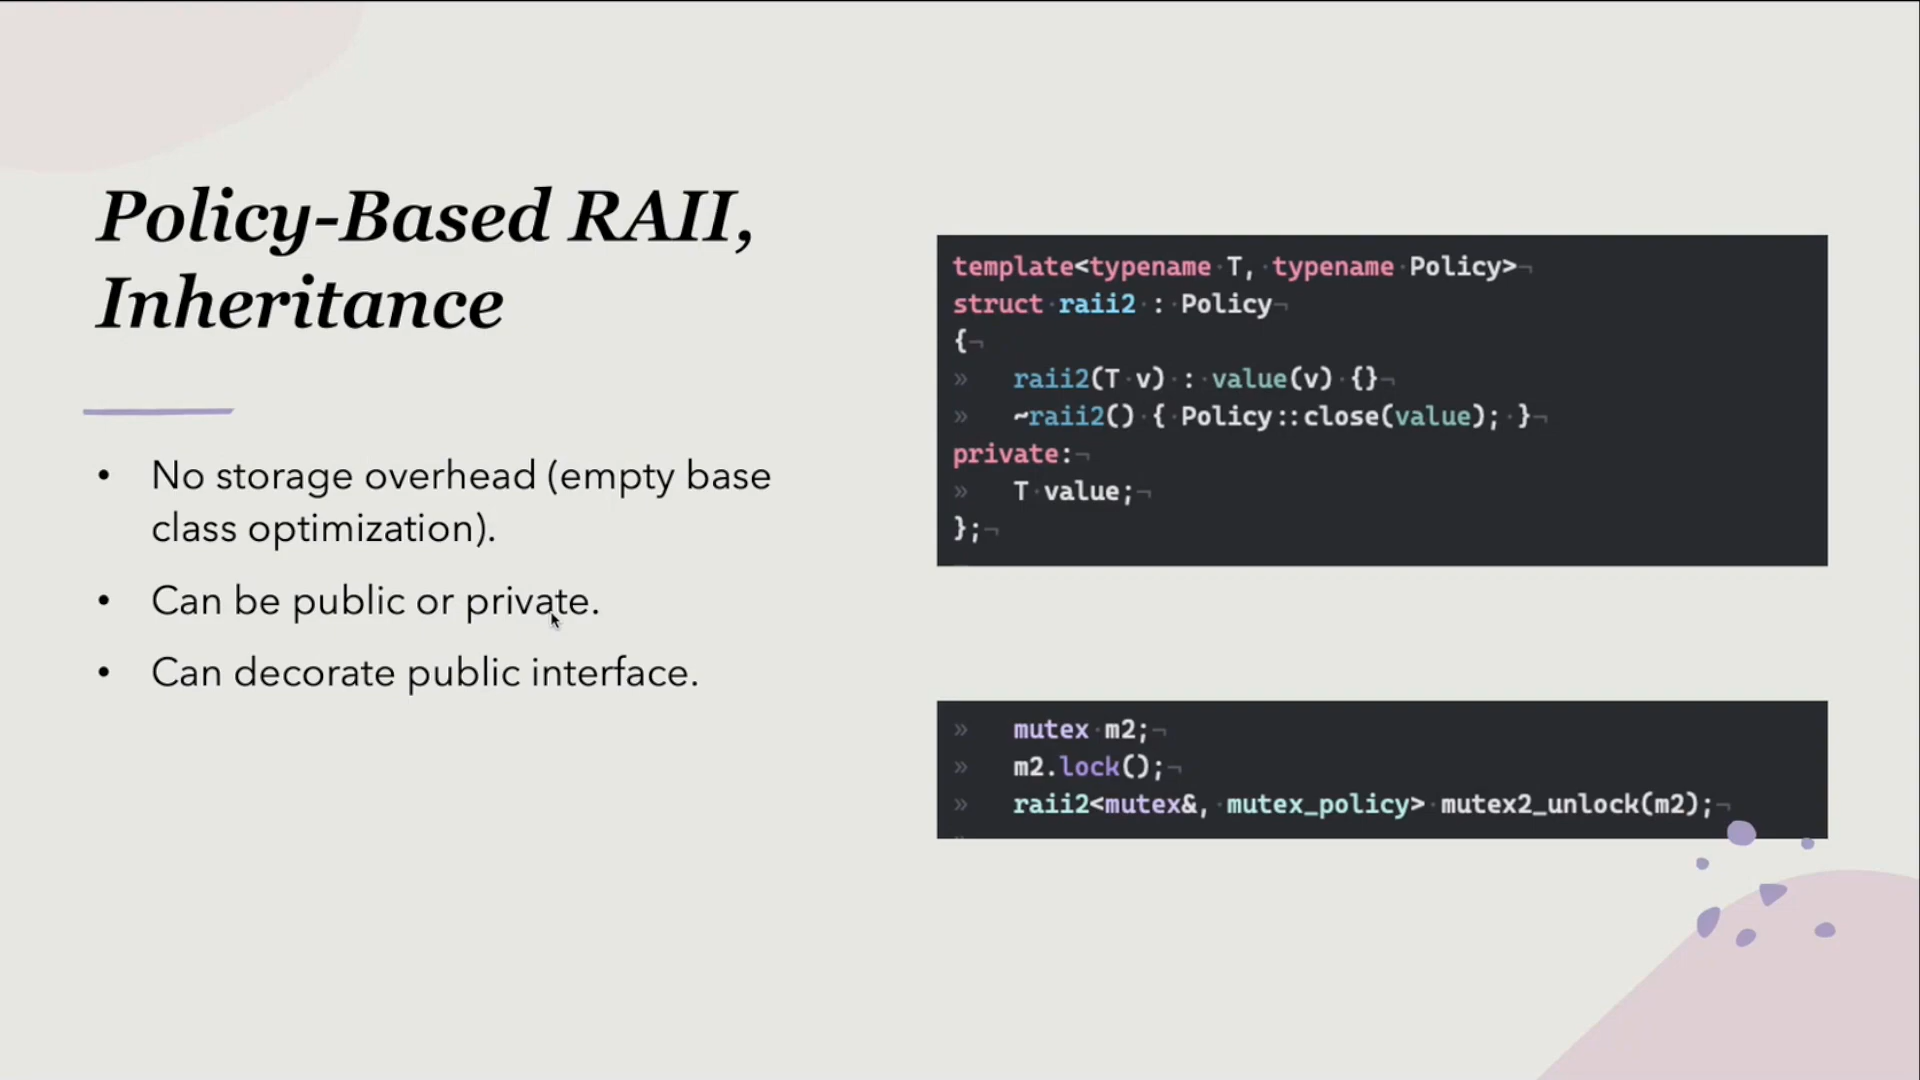 Policy-Based RAII,
Inheritance
• No storage overhead (empty base
class optimization).
• Can be public or private.
• Can decorate public interface.
template<typename·T,·typename·Policy>¬
struct·raii2·:·Policy¬
{¬
»   raii2(T·v)·:·value(v)·{}¬
»   ~raii2()·{·Policy::close(value);·}¬
private:¬
»   T·value;¬
};¬
»   mutex·m2;¬
»   m2.lock();¬
»   raii2<mutex&,·mutex_policy>·mutex2_unlock(m2);¬